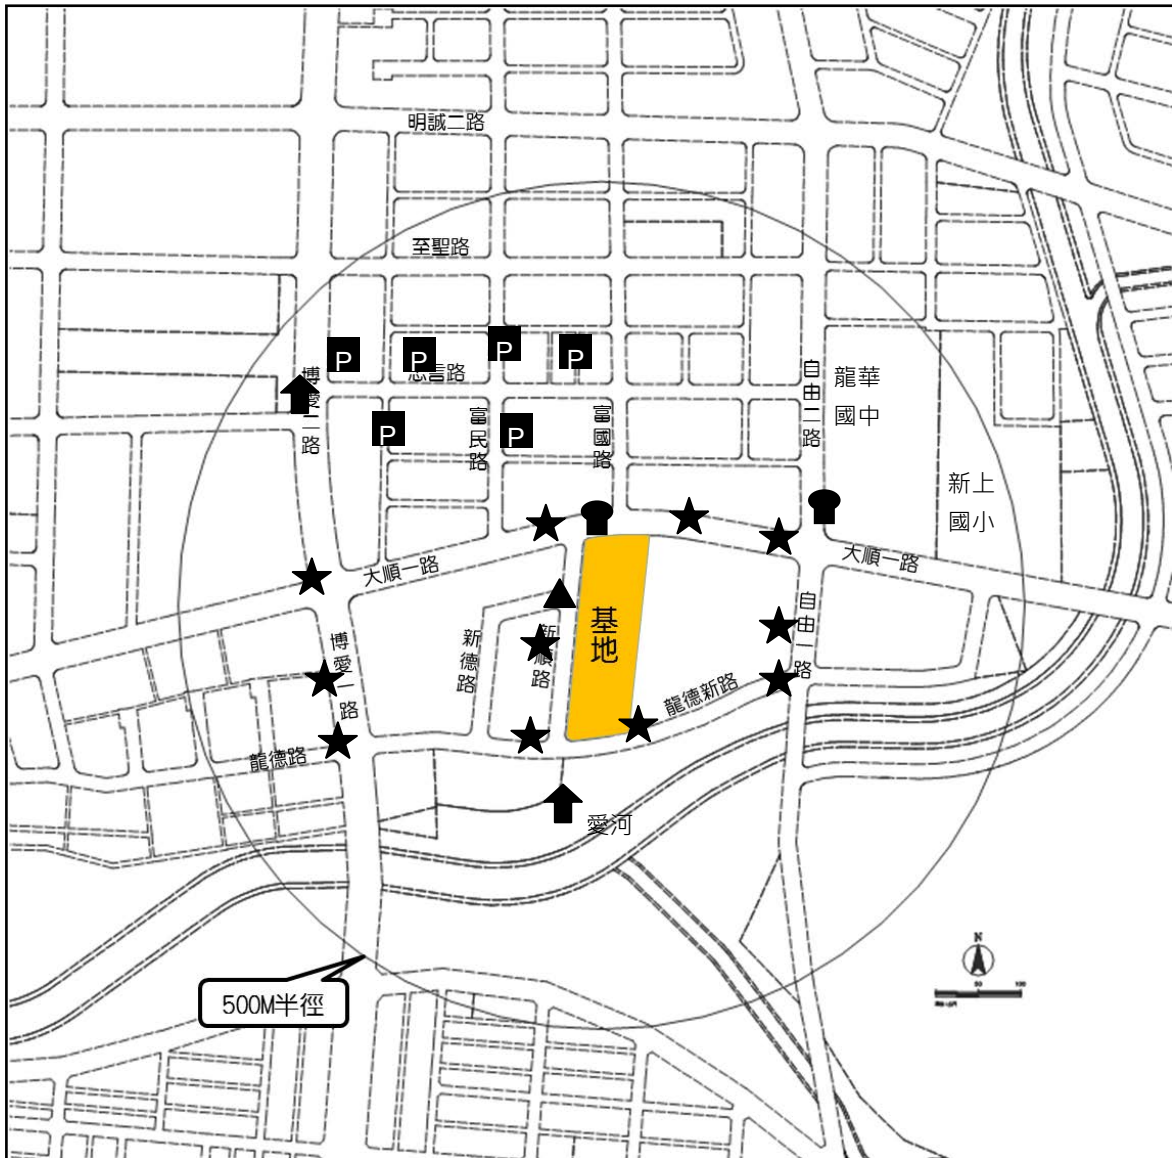 明誠二路
至聖路
P
P
P
P
忠言路
博愛二路
自由二路
龍華
國中
P
P
富民路
富國路
新上
國小
大順一路
大順一路
基地
自由一路
新德路
新順路
博愛一路
龍德新路
龍德路
愛河
500M半徑
N
50
100